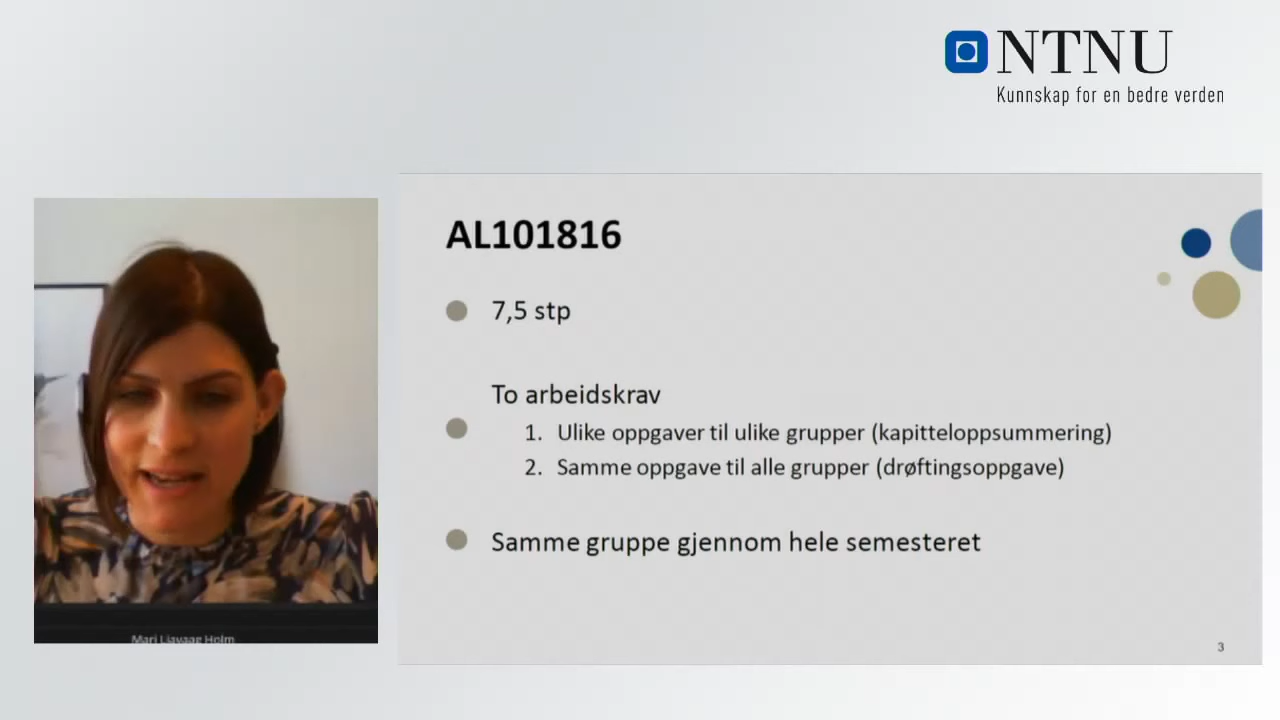 NTNU
Kunnskap for en bedre verden
AL101816
7,5 stp
To arbeidskrav
1. Ulike oppgaver til ulike grupper (kapitteloppsummering)
2. Samme oppgave til alle grupper (drøftingsoppgave)
Samme gruppe gjennom hele semesteret
Mari Ljavaag Holm
3